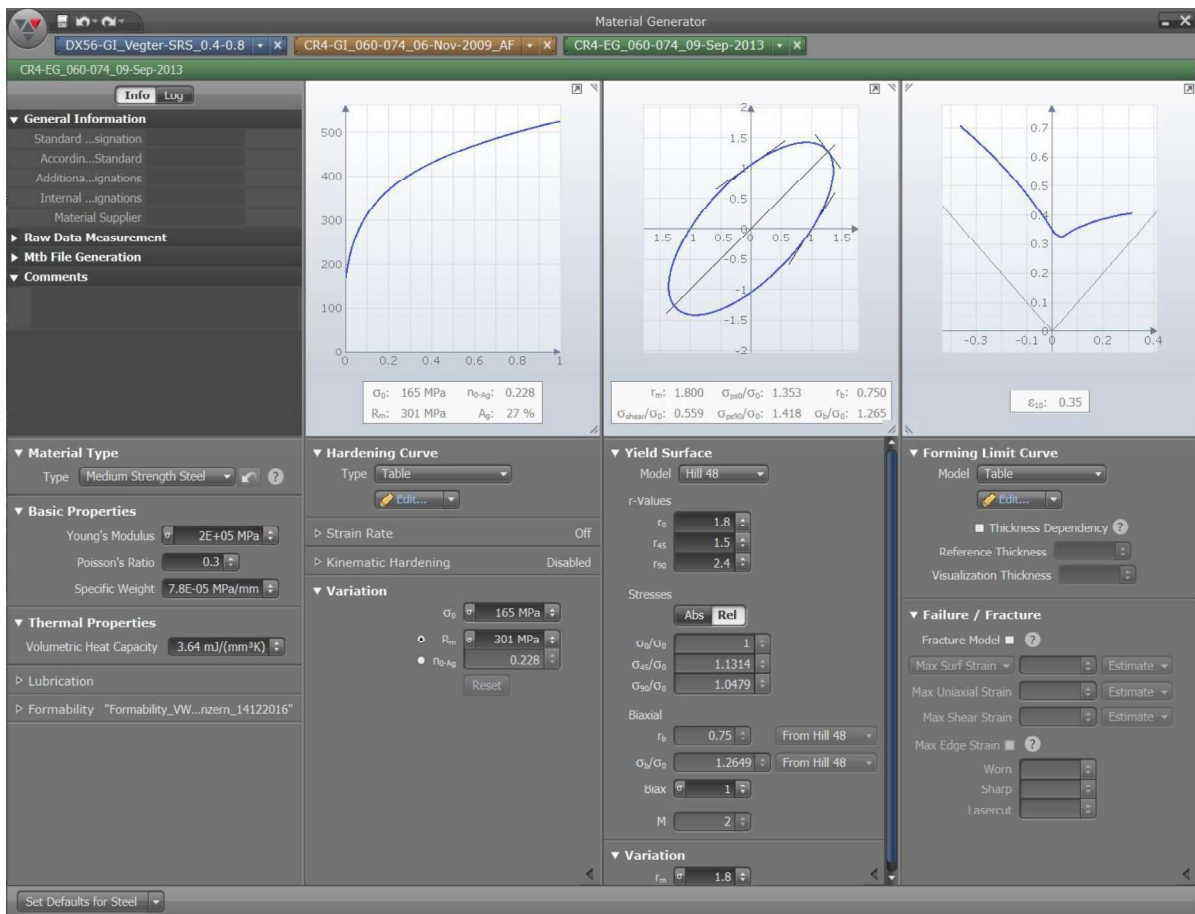 Material Generator
DX56-GI_Vegter-SRS_0.4-0.8
CR4-GI_060-074_06-Nov-2009_AF
CR4-EG_060-074_09-Sep-2013
CR4-EG_060-074_09-Sep-2013
Info Log
General Information
Standard ...signation
Accordin...Standard
Additiona...ignations
Internal ...ignations
Material Supplier
Raw Data Measurement
Mtb File Generation
Comments
500
400
300
200
100
0
0 0.2 0.4 0.6 0.8 1
σ0: 165 MPa n0-Ag: 0.228
Rm: 301 MPa Ag: 27 %
2
1.5
1
0.5
1.5 1 0.5 0 0.5 1 1.5
-1
-1.5
-2
rm: 1.800 σps0/σ0: 1.353 rb: 0.750
σshear/σ0: 0.559 σps90/σ0: 1.418 σb/σ0: 1.265
0.7
0.6
0.5
0.4
0.3
0.2
0.1
0
-0.3 -0.1 0 0.2 0.4
ε10: 0.35
Material Type
Type Medium Strength Steel ?
Basic Properties
Young's Modulus σ 2E+05 MPa
Poisson's Ratio 0.3
Specific Weight 7.8E-05 MPa/mm
Thermal Properties
Volumetric Heat Capacity 3.64 mJ/(mm³K)
Lubrication
Formability "Formability_VW...nzern_14122016"
Hardening Curve
Type Table
Edit...
Strain Rate Off
Kinematic Hardening Disabled
Variation
σ0 σ 165 MPa
Rm σ 301 MPa
n0-Ag 0.228
Reset
Yield Surface
Model Hill 48
r-Values
r0 1.8
r45 1.5
r90 2.4
Stresses
Abs Rel
σ0/σ0 1
σ45/σ0 1.1314
σ90/σ0 1.0479
Biaxial
rb 0.75 From Hill 48
σb/σ0 1.2649 From Hill 48
Biax σ 1
M 2
Variation
rm σ 1.8
Forming Limit Curve
Model Table
Edit...
Thickness Dependency ?
Reference Thickness
Visualization Thickness
Failure / Fracture
Fracture Model ?
Max Surf Strain Estimate
Max Uniaxial Strain Estimate
Max Shear Strain Estimate
Max Edge Strain ?
Worn
Sharp
Lasercut
Set Defaults for Steel